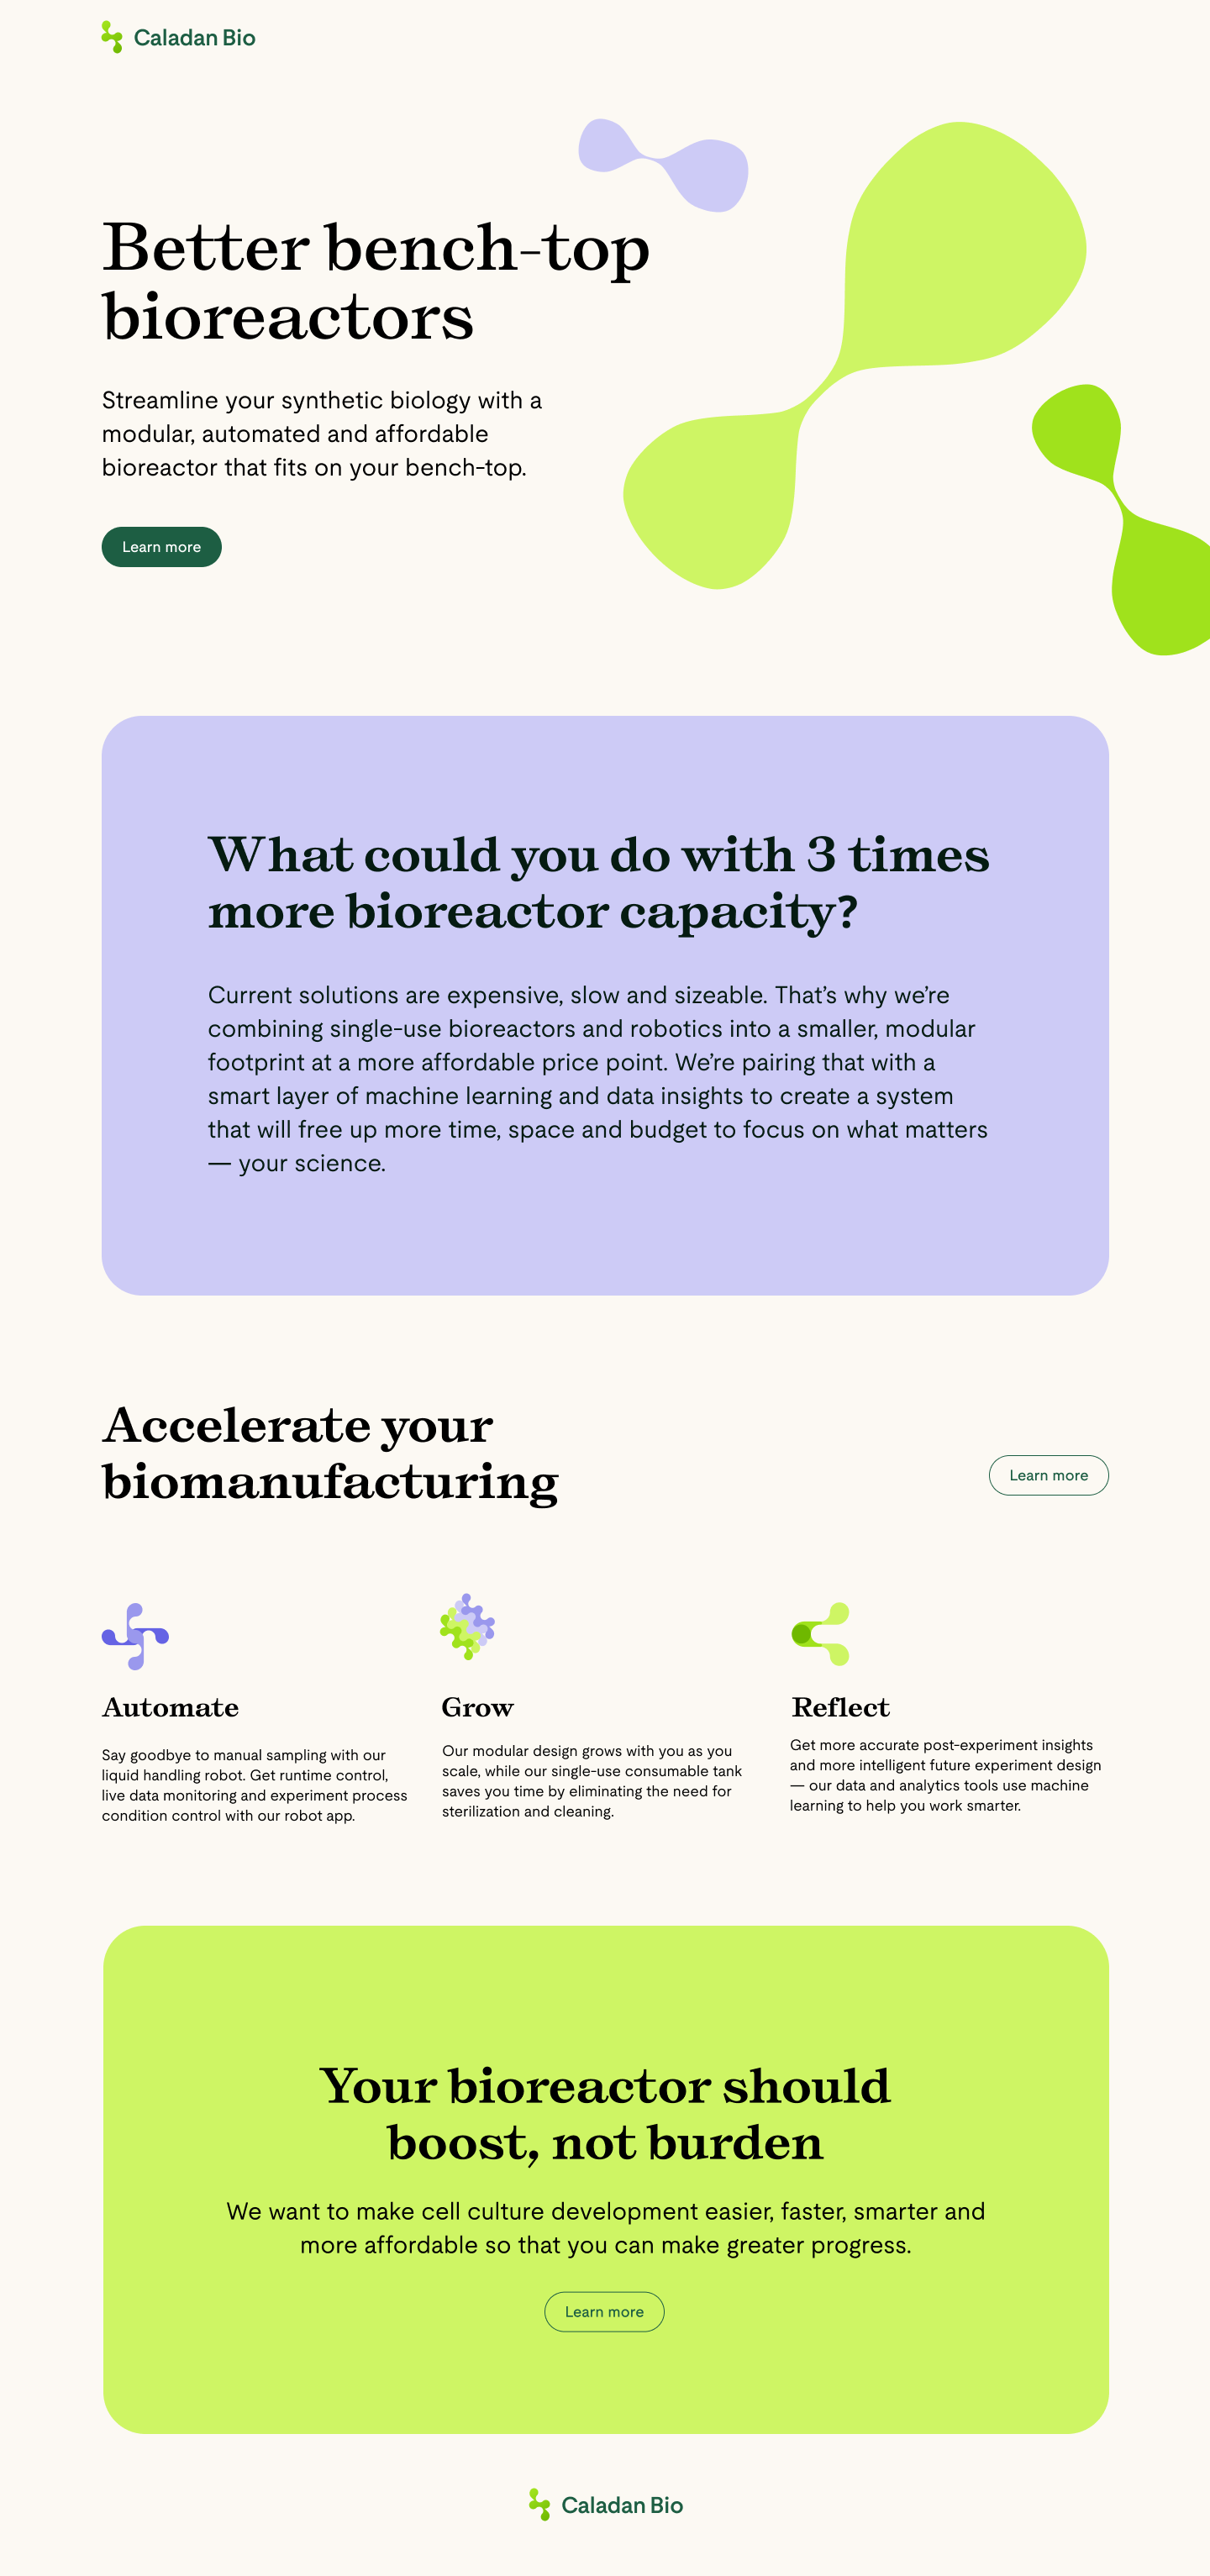 Caladan Bio
Better bench-top
bioreactors
Streamline your synthetic biology with a
modular, automated and affordable
bioreactor that fits on your bench-top.
Learn more
What could you do with 3 times
more bioreactor capacity?
Current solutions are expensive, slow and sizeable. That’s why we’re
combining single-use bioreactors and robotics into a smaller, modular
footprint at a more affordable price point. We’re pairing that with a
smart layer of machine learning and data insights to create a system
that will free up more time, space and budget to focus on what matters
— your science.
Accelerate your
biomanufacturing
Learn more
Automate
Say goodbye to manual sampling with our
liquid handling robot. Get runtime control,
live data monitoring and experiment process
condition control with our robot app.
Grow
Our modular design grows with you as you
scale, while our single-use consumable tank
saves you time by eliminating the need for
sterilization and cleaning.
Reflect
Get more accurate post-experiment insights
and more intelligent future experiment design
— our data and analytics tools use machine
learning to help you work smarter.
Your bioreactor should
boost, not burden
We want to make cell culture development easier, faster, smarter and
more affordable so that you can make greater progress.
Learn more
Caladan Bio